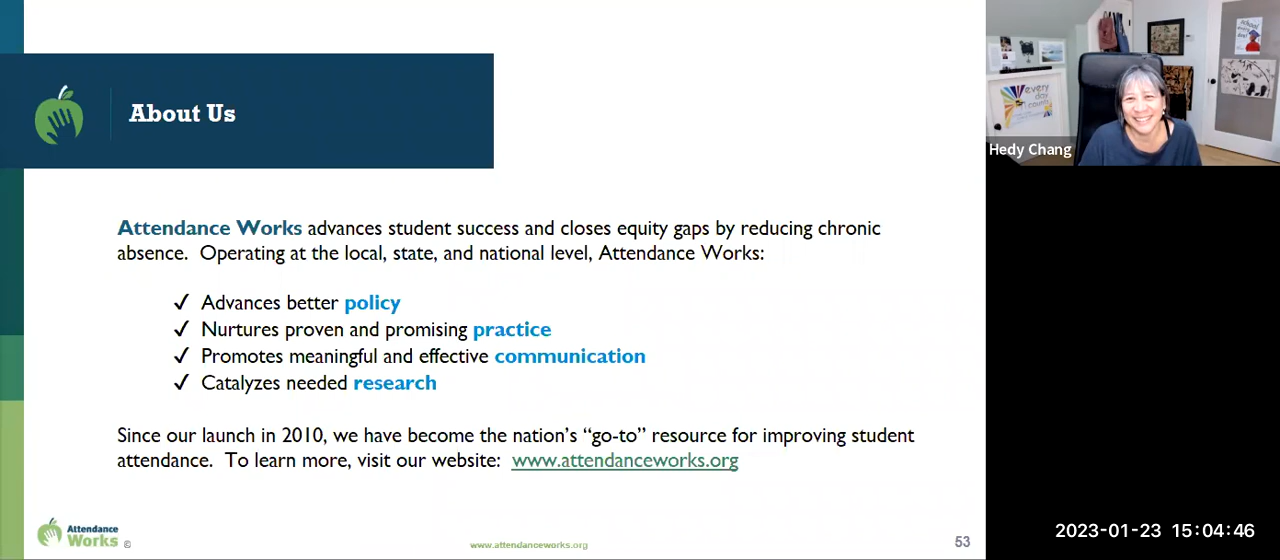 About Us
Attendance Works advances student success and closes equity gaps by reducing chronic
absence. Operating at the local, state, and national level, Attendance Works:
✓ Advances better policy
✓ Nurtures proven and promising practice
✓ Promotes meaningful and effective communication
✓ Catalyzes needed research
Since our launch in 2010, we have become the nation’s “go-to” resource for improving student
attendance. To learn more, visit our website: www.attendanceworks.org
Attendance
Works ©
www.attendanceworks.org
53
every
day
counts
Hedy Chang
2023-01-23 15:04:46